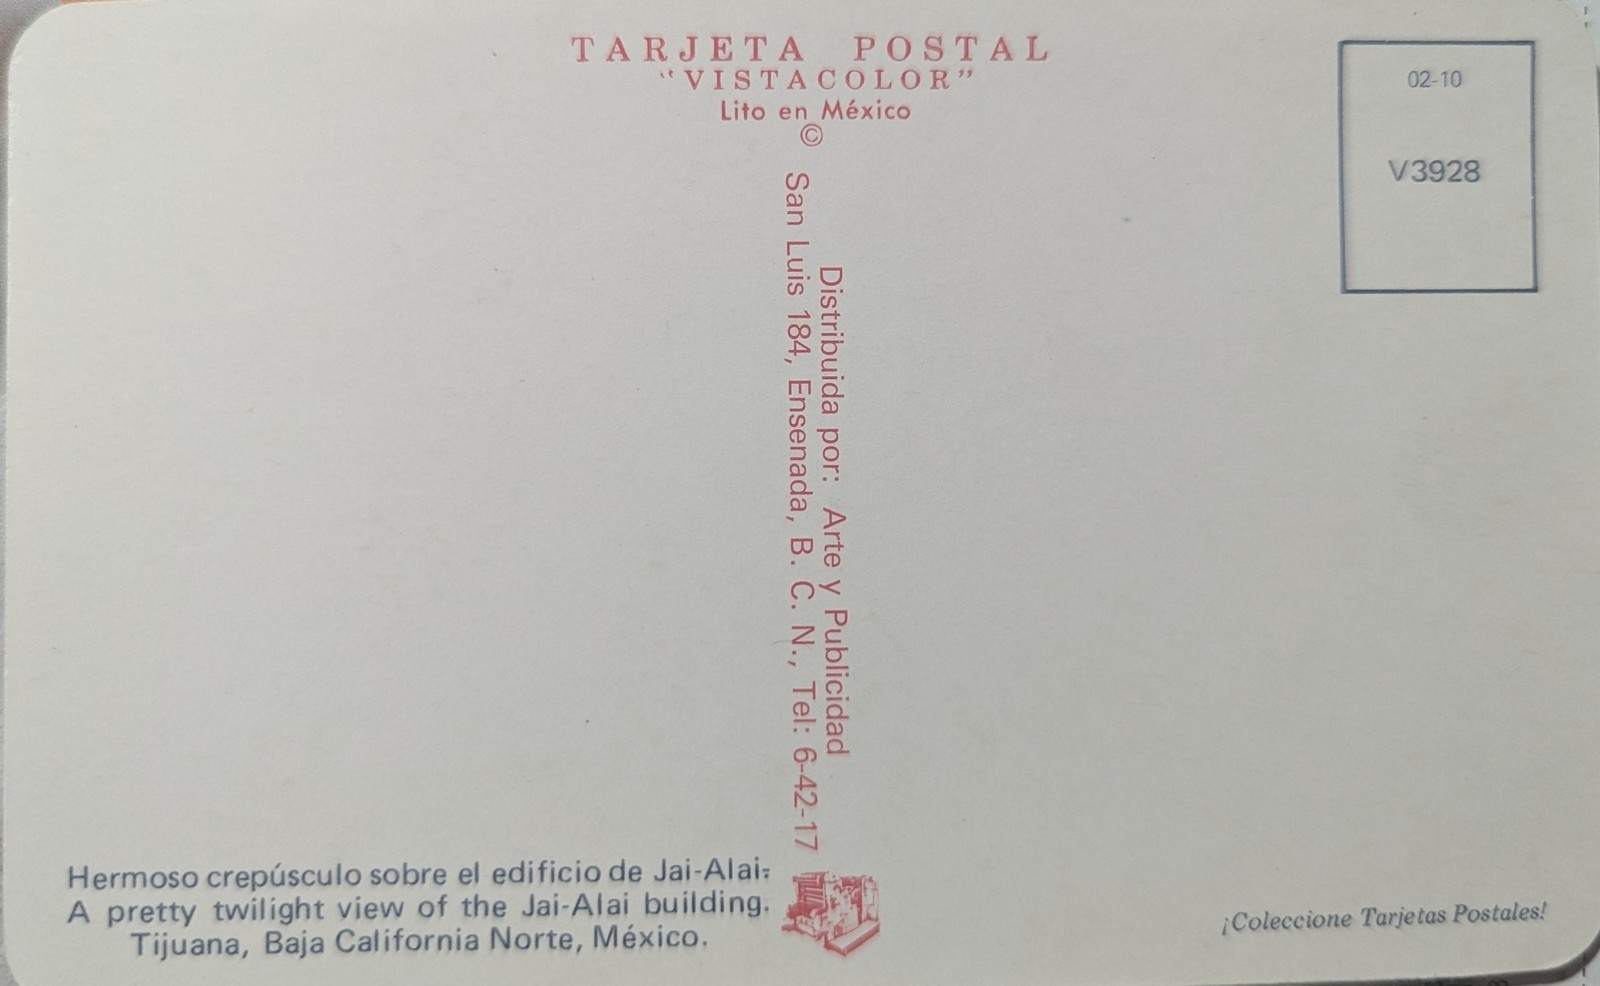 TARJETA POSTAL
“VISTACOLOR”
Lito en México
©
02-10
V3928
Distribuida por: Arte y Publicidad
San Luis 184, Ensenada, B. C. N., Tel: 6-42-17
Hermoso crepúsculo sobre el edificio de Jai-Alai.
A pretty twilight view of the Jai-Alai building.
Tijuana, Baja California Norte, México.
¡Coleccione Tarjetas Postales!